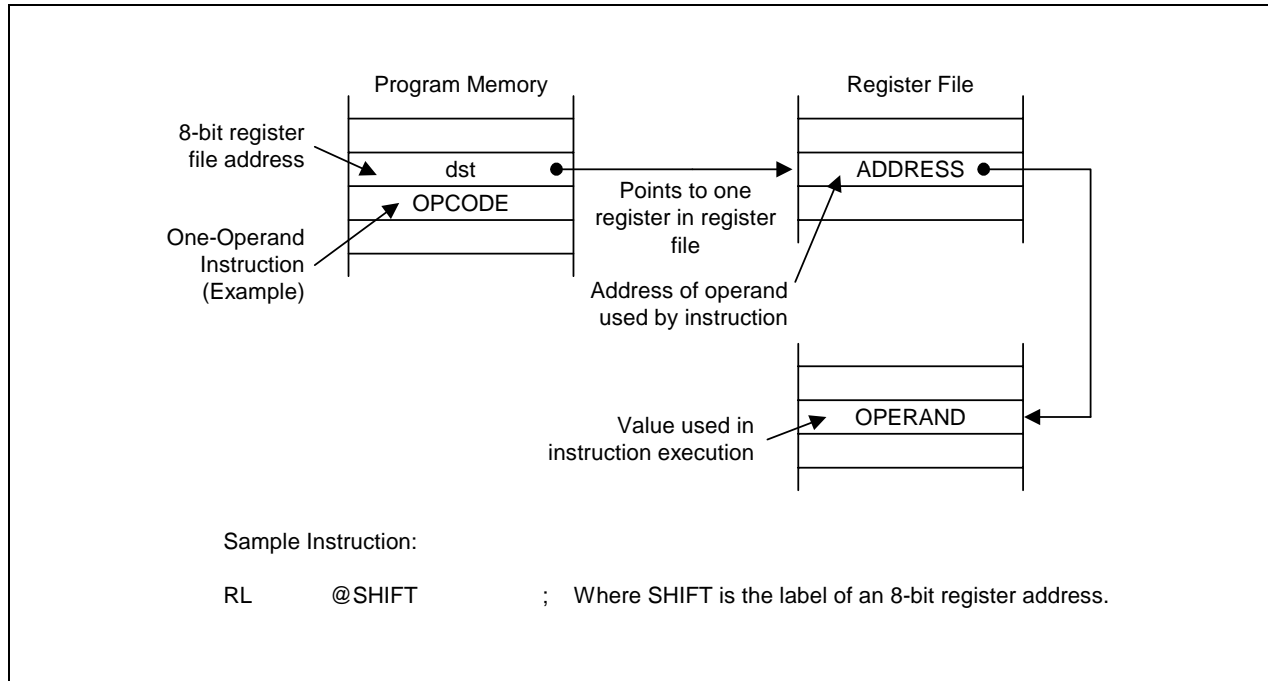 Program Memory
Register File
8-bit register
file address
dst
ADDRESS
OPCODE
Points to one
register in register
file
One-Operand
Instruction
(Example)
Address of operand
used by instruction
OPERAND
Value used in
instruction execution
Sample Instruction:
RL @SHIFT ; Where SHIFT is the label of an 8-bit register address.